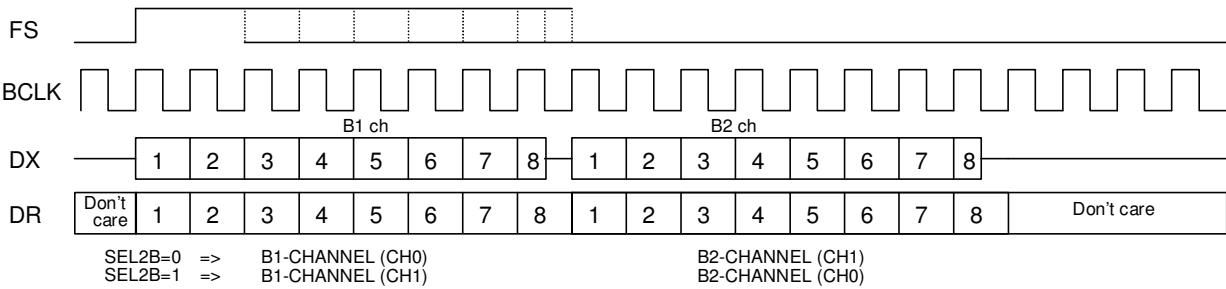 FS
BCLK
B1 ch B2 ch
DX 1 2 3 4 5 6 7 8 1 2 3 4 5 6 7 8
DR Don't care 1 2 3 4 5 6 7 8 1 2 3 4 5 6 7 8 Don't care
SEL2B=0 => B1-CHANNEL (CH0) B2-CHANNEL (CH1)
SEL2B=1 => B1-CHANNEL (CH1) B2-CHANNEL (CH0)